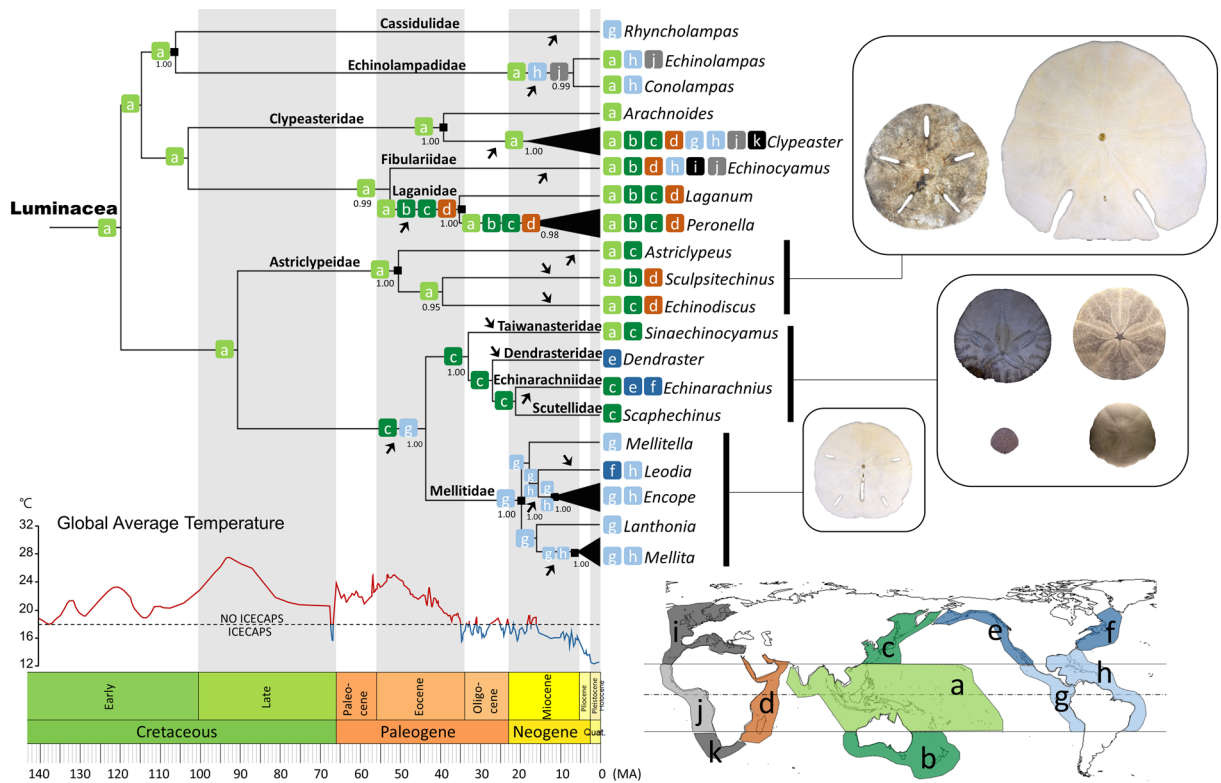 Cassidulidae
g Rhyncholampas
a
1.00
Echinolampadidae
a h j
0.99
a h j Echinolampas
a h Conolampas
a
Clypeasteridae
a
1.00
a Arachnoides
a
a
1.00
a b c d g h j k Clypeaster
Fibulariidae
a
0.99
a b d h i j Echinocyamus
Laganidae
a b c d
1.00
a b c d Laganum
Luminacea
a
a b c d
0.98
a b c d Peronella
Astriclypeidae
a
1.00
a c Astriclypeus
a
0.95
a b d Sculpsitechinus
a c d Echinodiscus
a
Taiwanasteridae
a c Sinaechinocyamus
c
1.00
Dendrasteridae
e Dendraster
c
Echinarachniidae
c e f Echinarachnius
c
Scutellidae
c Scaphechinus
c g
1.00
g Mellitella
g
g h
1.00
f h Leodia
Mellitidae
g
1.00
g h
1.00
g h Encope
g
g Lanthonia
g h
1.00
g h Mellita
°C
Global Average Temperature
28
24
20
16
12
NO ICECAPS
ICECAPS
Early
Late
Paleo-
cene
Eocene
Oligo-
cene
Miocene
Pliocene
Pleistocene
Cretaceous
Paleogene
Neogene
Quat.
140 130 120 110 100 90 80 70 60 50 40 30 20 10 0 (MA)
i
c
e
f
h
a
g
j
d
b
k